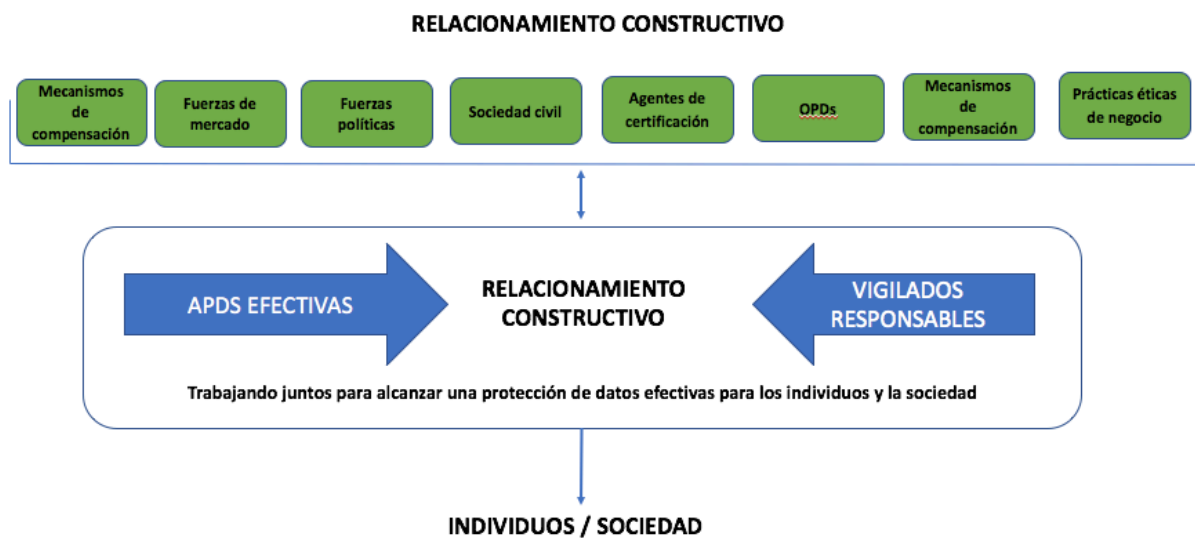 RELACIONAMIENTO CONSTRUCTIVO
Mecanismos
de
compensación
Fuerzas de
mercado
Fuerzas
políticas
Sociedad civil
Agentes de
certificación
OPDs
Mecanismos
de
compensación
Prácticas éticas
de negocio
APDS EFECTIVAS
RELACIONAMIENTO
CONSTRUCTIVO
VIGILADOS
RESPONSABLES
Trabajando juntos para alcanzar una protección de datos efectivas para los individuos y la sociedad
INDIVIDUOS / SOCIEDAD